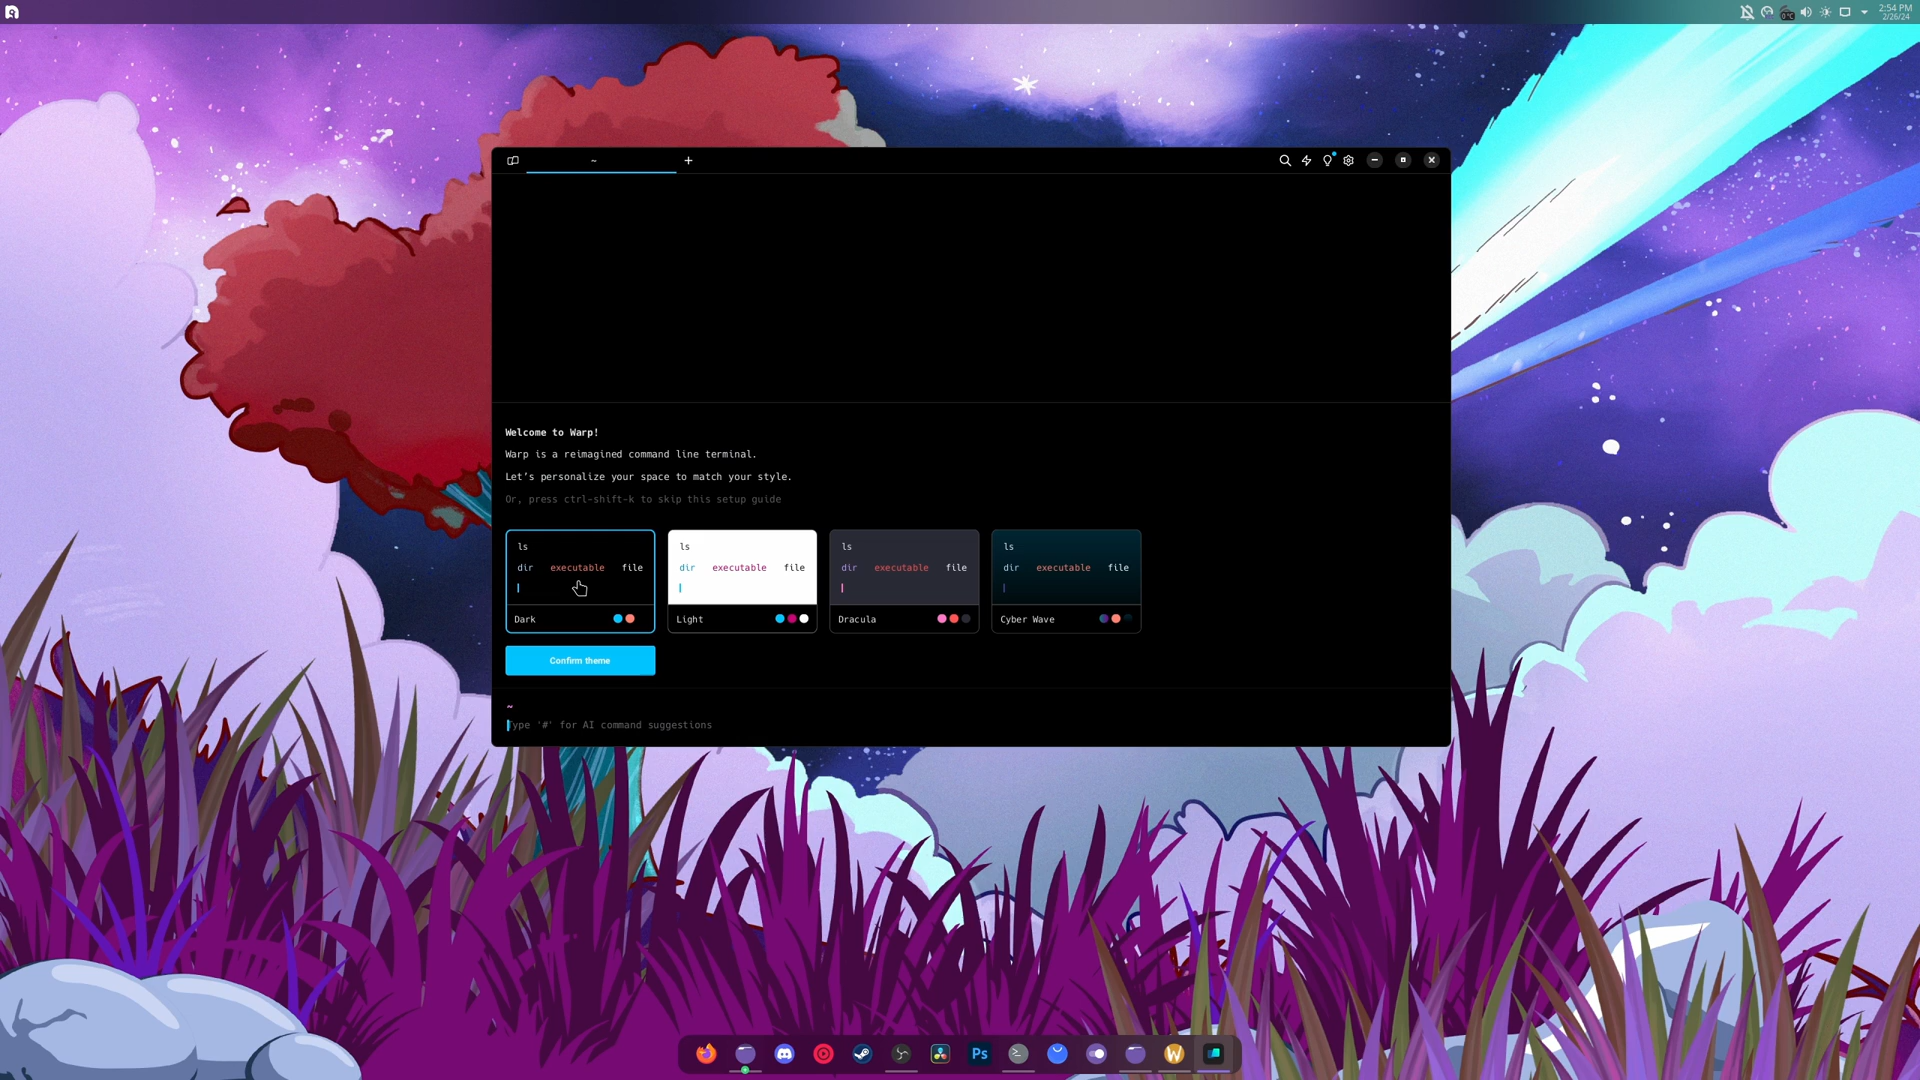 2:54 PM
2/26/24
0°C
~
Welcome to Warp!
Warp is a reimagined command line terminal.
Let's personalize your space to match your style.
Or, press ctrl-shift-k to skip this setup guide
ls
dir executable file
Dark
ls
dir executable file
Light
ls
dir executable file
Dracula
ls
dir executable file
Cyber Wave
Confirm theme
~
Type '#' for AI command suggestions
Ps
W